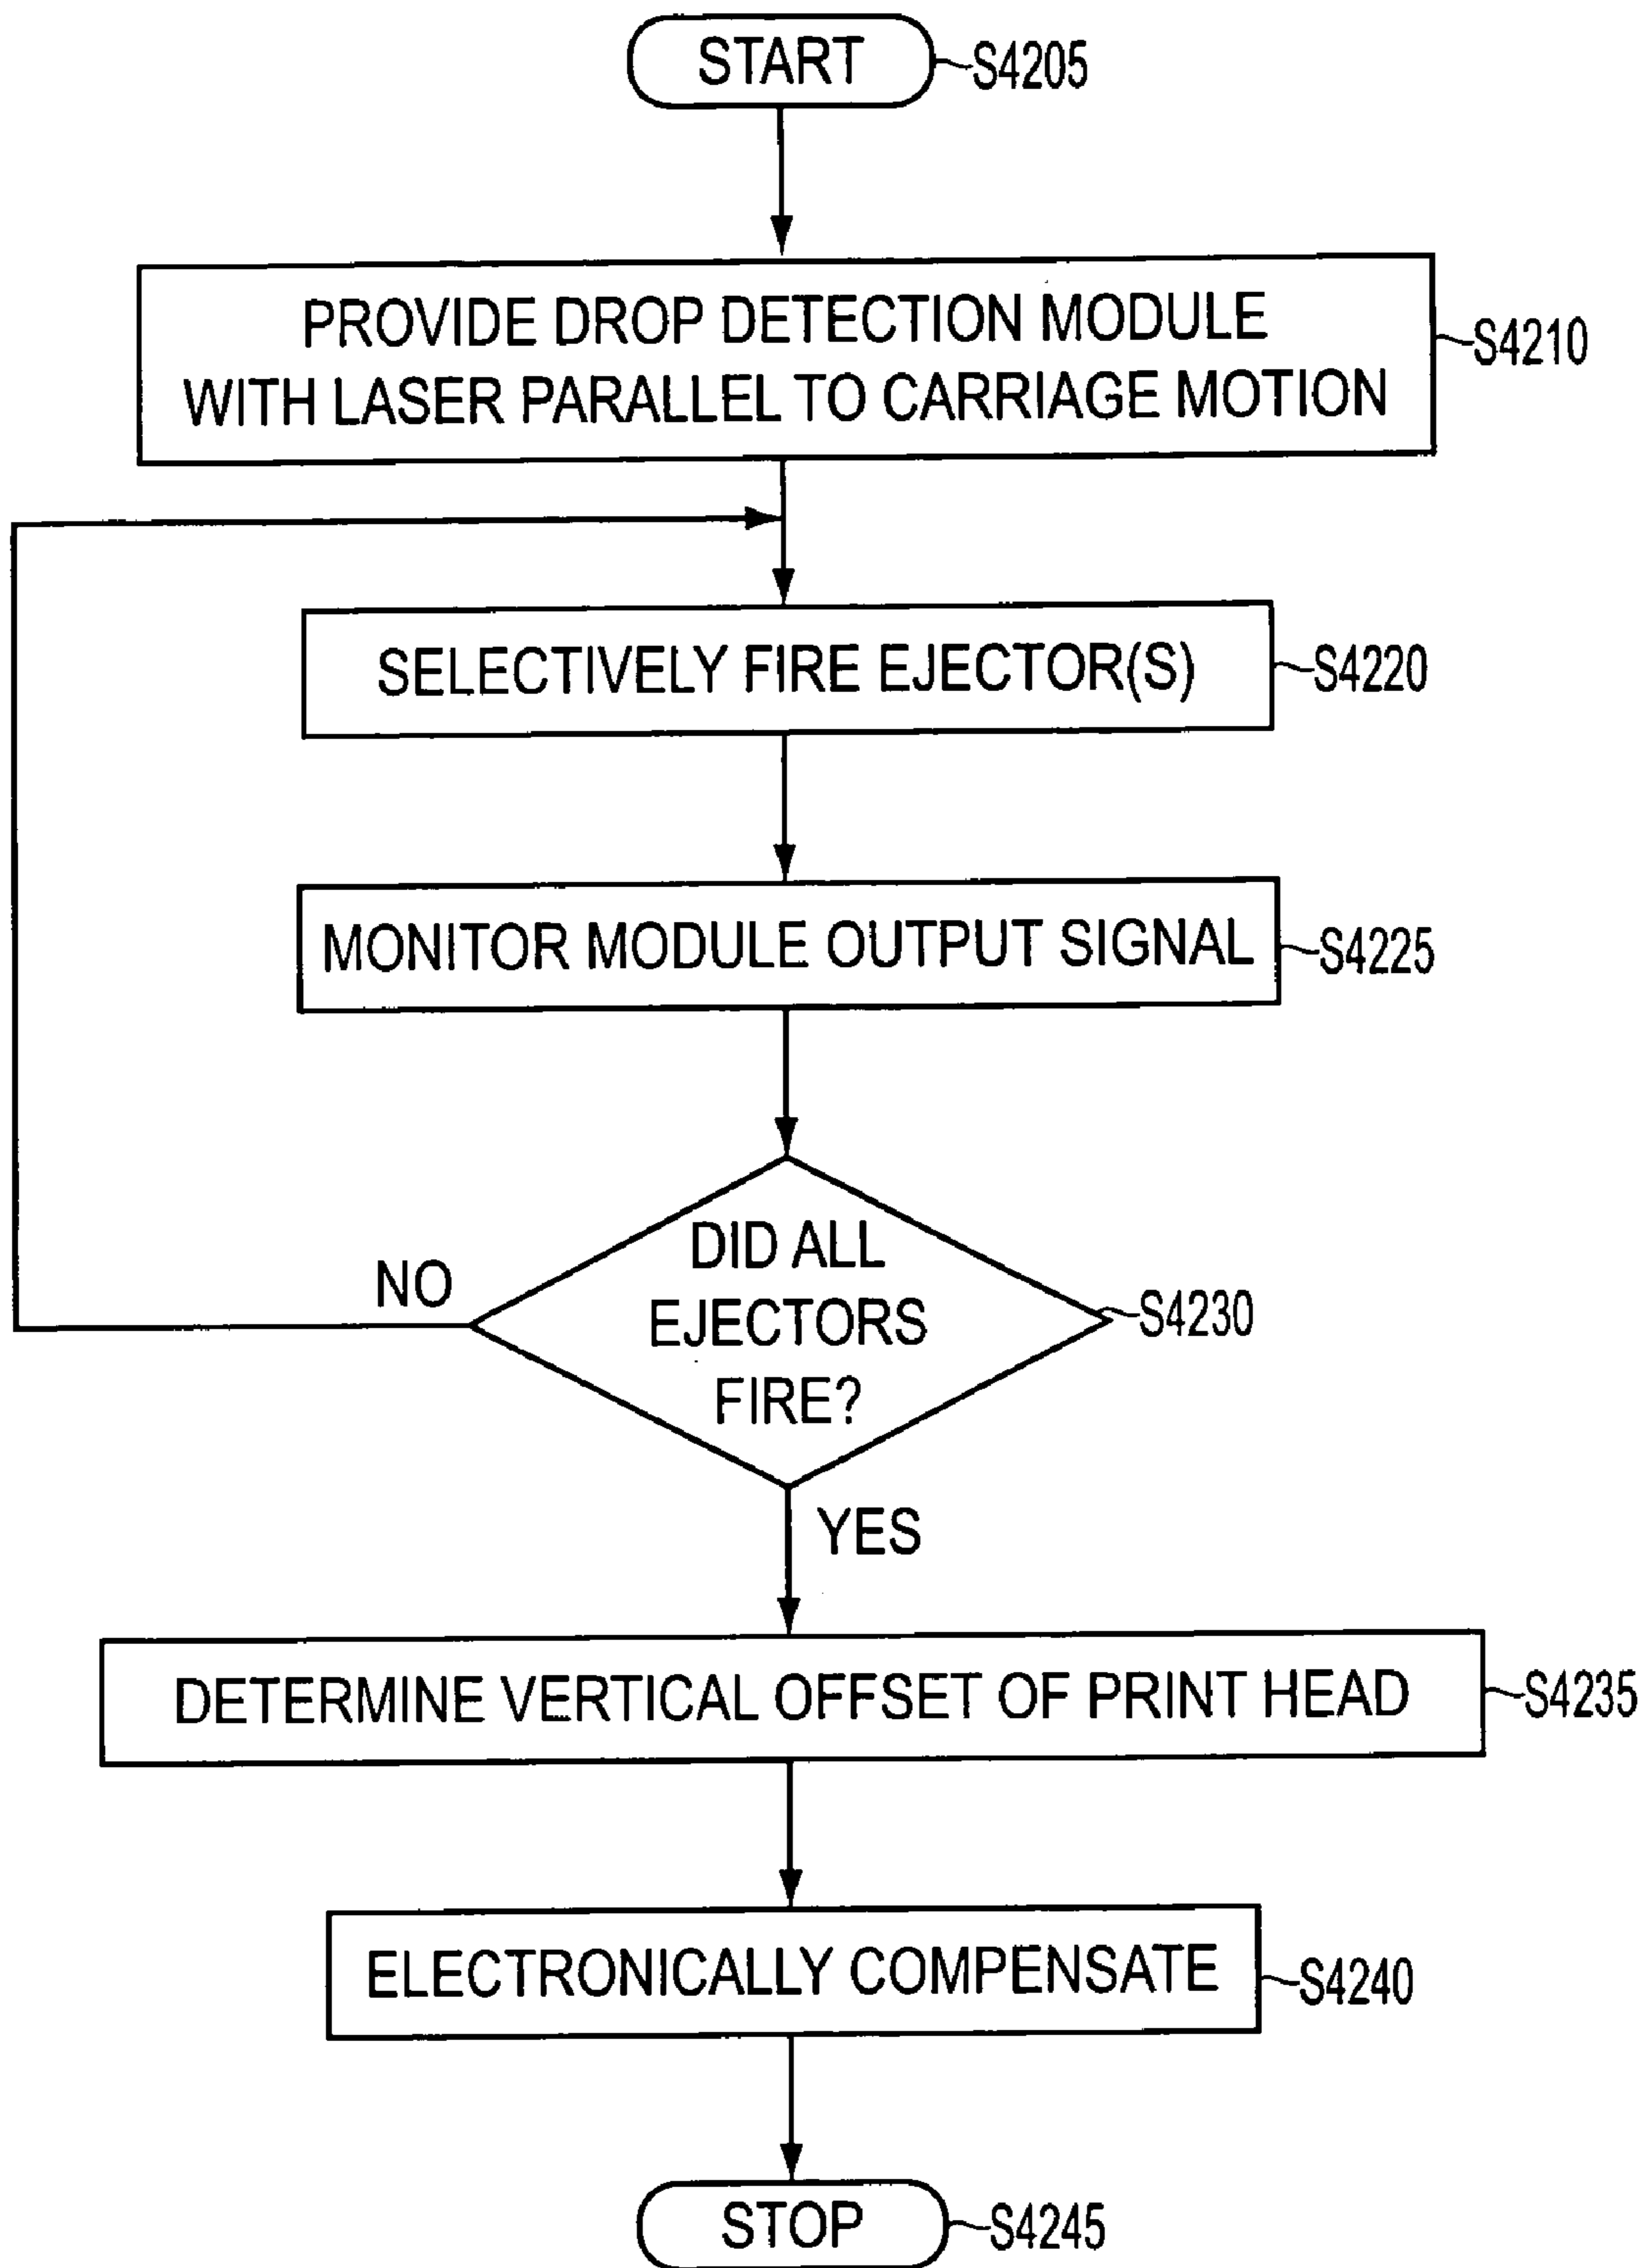 START
S4205
PROVIDE DROP DETECTION MODULE
WITH LASER PARALLEL TO CARRIAGE MOTION
S4210
SELECTIVELY FIRE EJECTOR(S)
S4220
MONITOR MODULE OUTPUT SIGNAL
S4225
DID ALL
EJECTORS
FIRE?
S4230
NO
YES
DETERMINE VERTICAL OFFSET OF PRINT HEAD
S4235
ELECTRONICALLY COMPENSATE
S4240
STOP
S4245